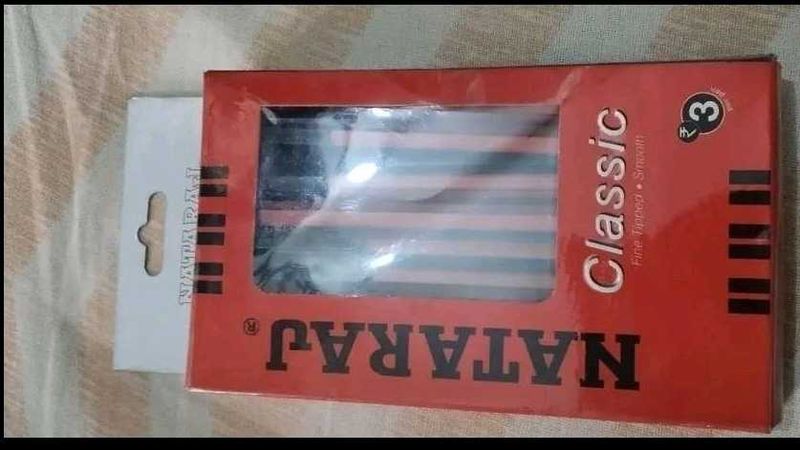 NATARAJ®
Classic
Fine Tipped • Smooth
₹3
NATARAJ